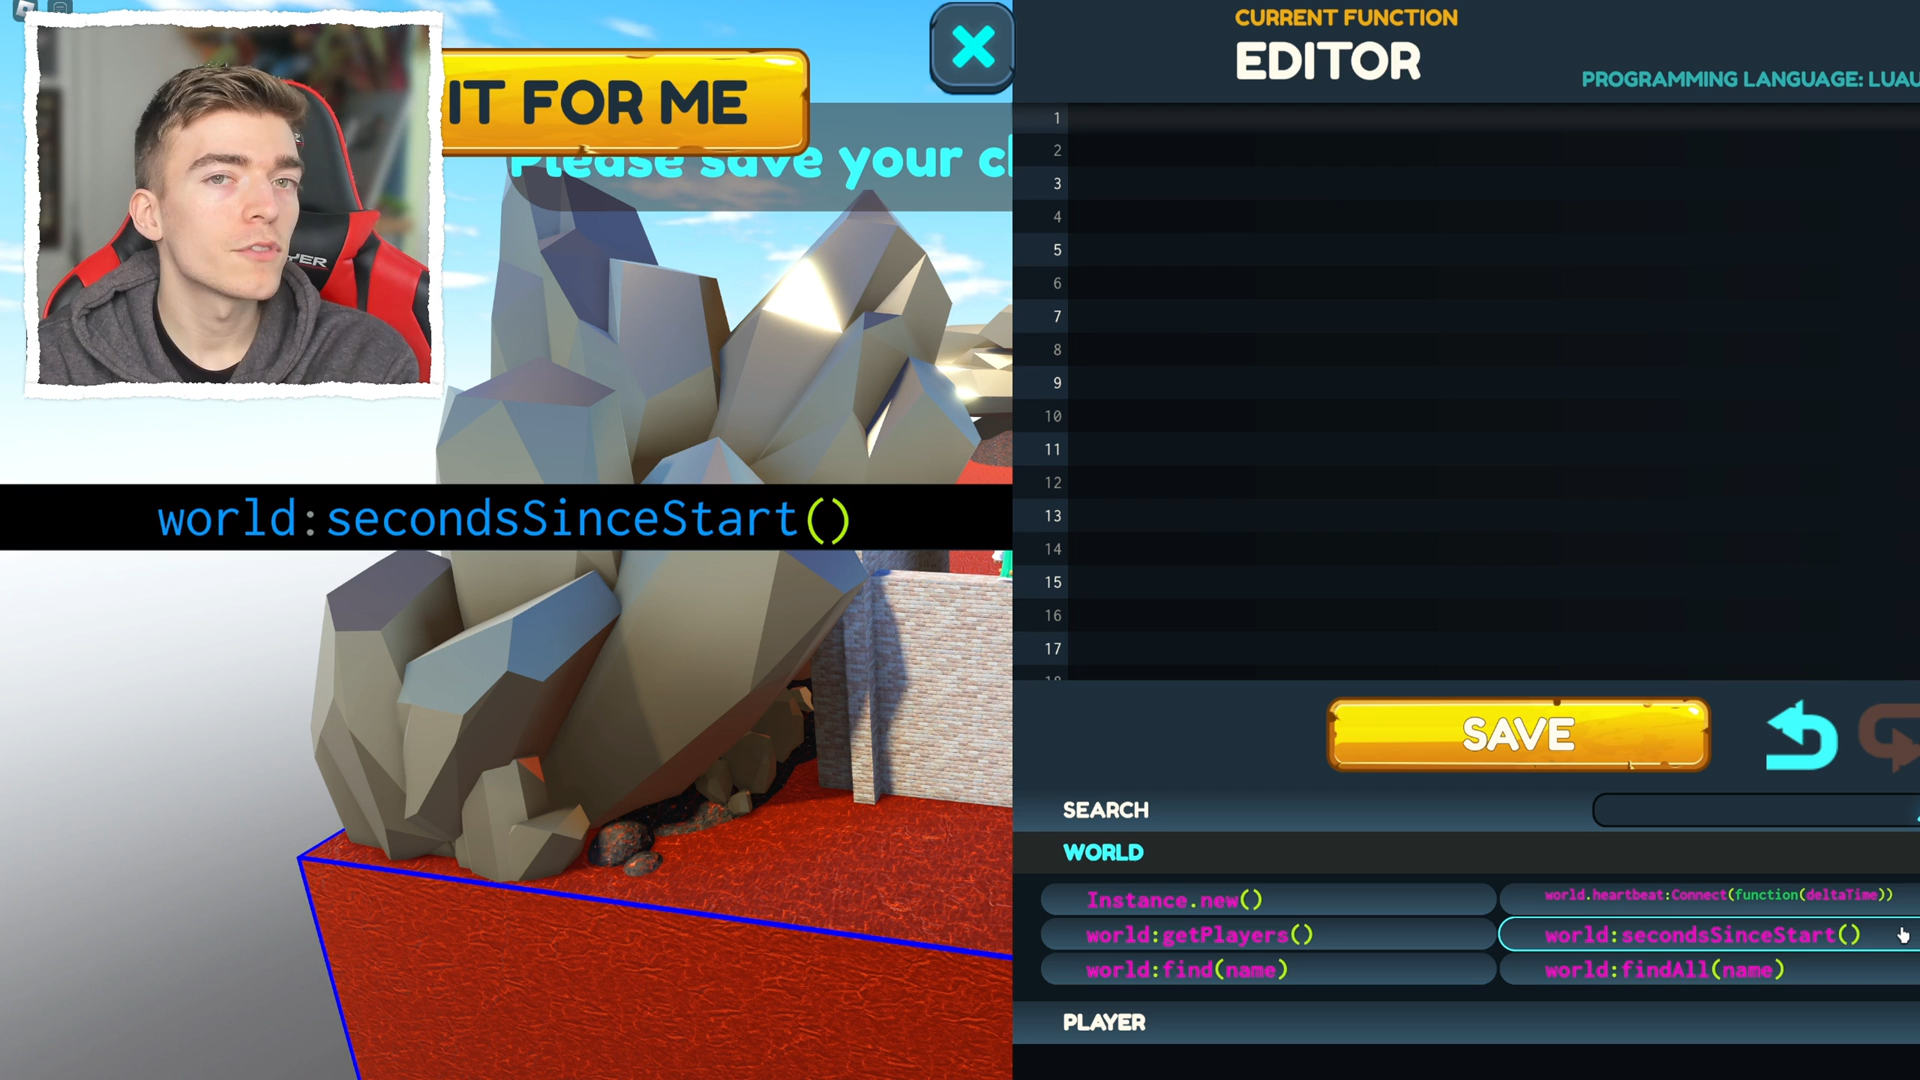 IT FOR ME
Please save your
world:secondsSinceStart()
CURRENT FUNCTION
EDITOR
PROGRAMMING LANGUAGE: LUAU
1
2
3
4
5
6
7
8
9
10
11
12
13
14
15
16
17
SAVE
SEARCH
WORLD
Instance.new()
world.heartbeat:Connect(function(deltaTime))
world:getPlayers()
world:secondsSinceStart()
world:find(name)
world:findAll(name)
PLAYER